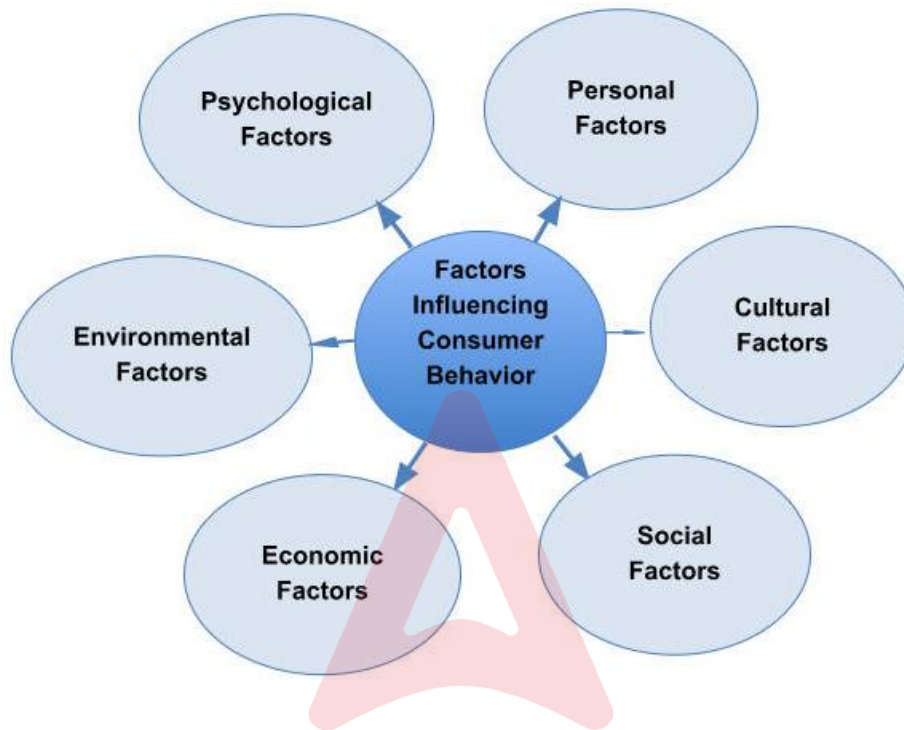 Psychological
Factors
Personal
Factors
Factors
Influencing
Consumer
Behavior
Environmental
Factors
Cultural
Factors
Economic
Factors
Social
Factors